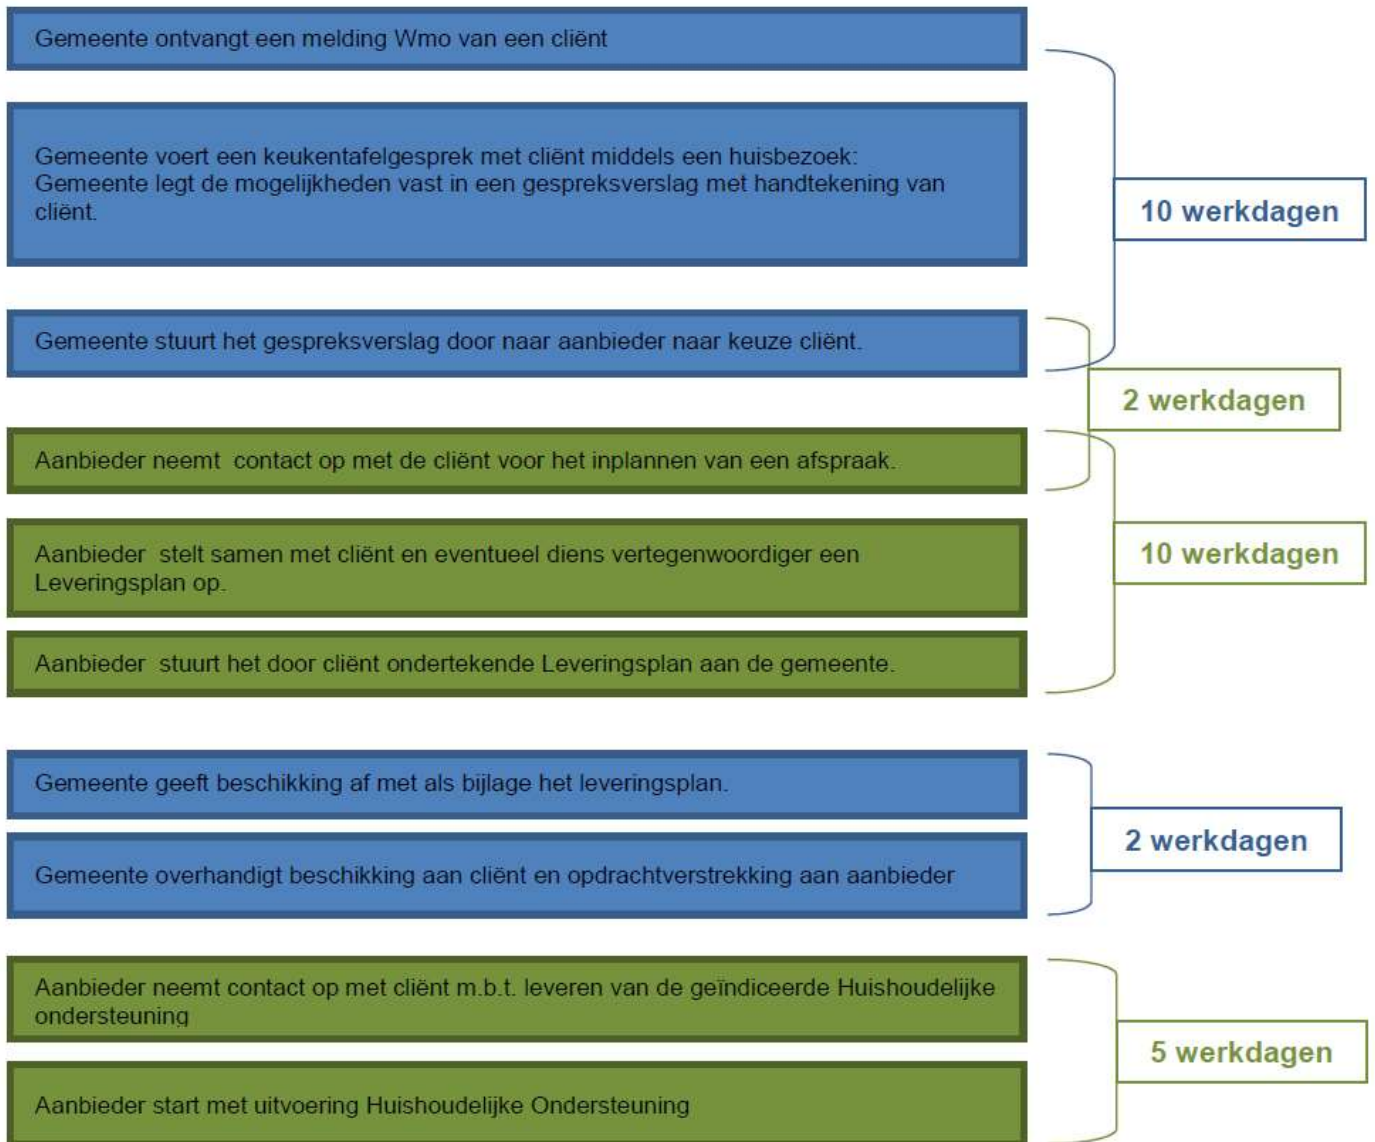 Gemeente ontvangt een melding Wmo van een cliënt
Gemeente voert een keukentafelgesprek met cliënt middels een huisbezoek:
Gemeente legt de mogelijkheden vast in een gespreksverslag met handtekening van
cliënt.
10 werkdagen
Gemeente stuurt het gespreksverslag door naar aanbieder naar keuze cliënt.
2 werkdagen
Aanbieder neemt contact op met de cliënt voor het inplannen van een afspraak.
Aanbieder stelt samen met cliënt en eventueel diens vertegenwoordiger een
Leveringsplan op.
10 werkdagen
Aanbieder stuurt het door cliënt ondertekende Leveringsplan aan de gemeente.
Gemeente geeft beschikking af met als bijlage het leveringsplan.
2 werkdagen
Gemeente overhandigt beschikking aan cliënt en opdrachtverstrekking aan aanbieder
Aanbieder neemt contact op met cliënt m.b.t. leveren van de geïndiceerde Huishoudelijke
ondersteuning
5 werkdagen
Aanbieder start met uitvoering Huishoudelijke Ondersteuning